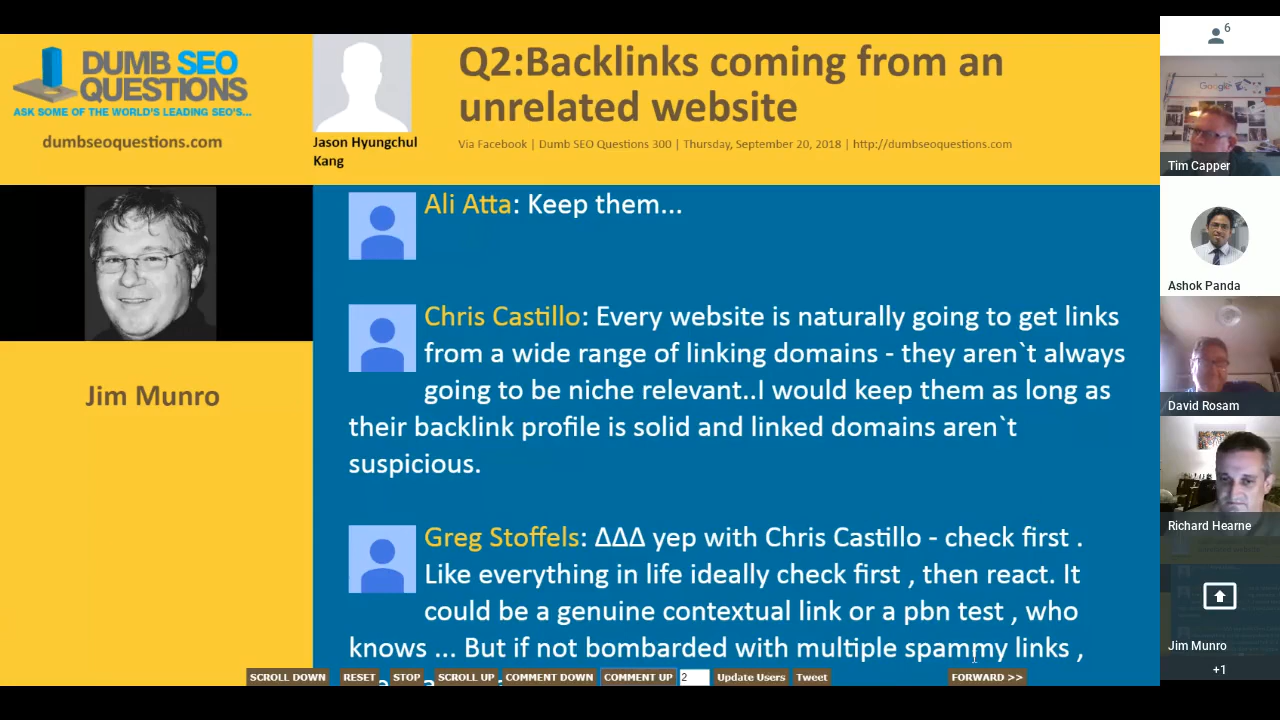 DUMB SEO
QUESTIONS
ASK SOME OF THE WORLD'S LEADING SEO'S...
dumbseoquestions.com
Jason Hyungchul
Kang
Q2:Backlinks coming from an
unrelated website
Via Facebook | Dumb SEO Questions 300 | Thursday, September 20, 2018 | http://dumbseoquestions.com
Jim Munro
Ali Atta: Keep them...
Chris Castillo: Every website is naturally going to get links
from a wide range of linking domains - they aren`t always
going to be niche relevant..I would keep them as long as
their backlink profile is solid and linked domains aren`t
suspicious.
Greg Stoffels: ΔΔΔ yep with Chris Castillo - check first .
Like everything in life ideally check first , then react. It
could be a genuine contextual link or a pbn test , who
knows ... But if not bombarded with multiple spammy links ,
SCROLL DOWN
RESET
STOP
SCROLL UP
COMMENT DOWN
COMMENT UP
2
Update Users
Tweet
FORWARD >>
6
Google
Tim Capper
Ashok Panda
David Rosam
Richard Hearne
Jim Munro
+1